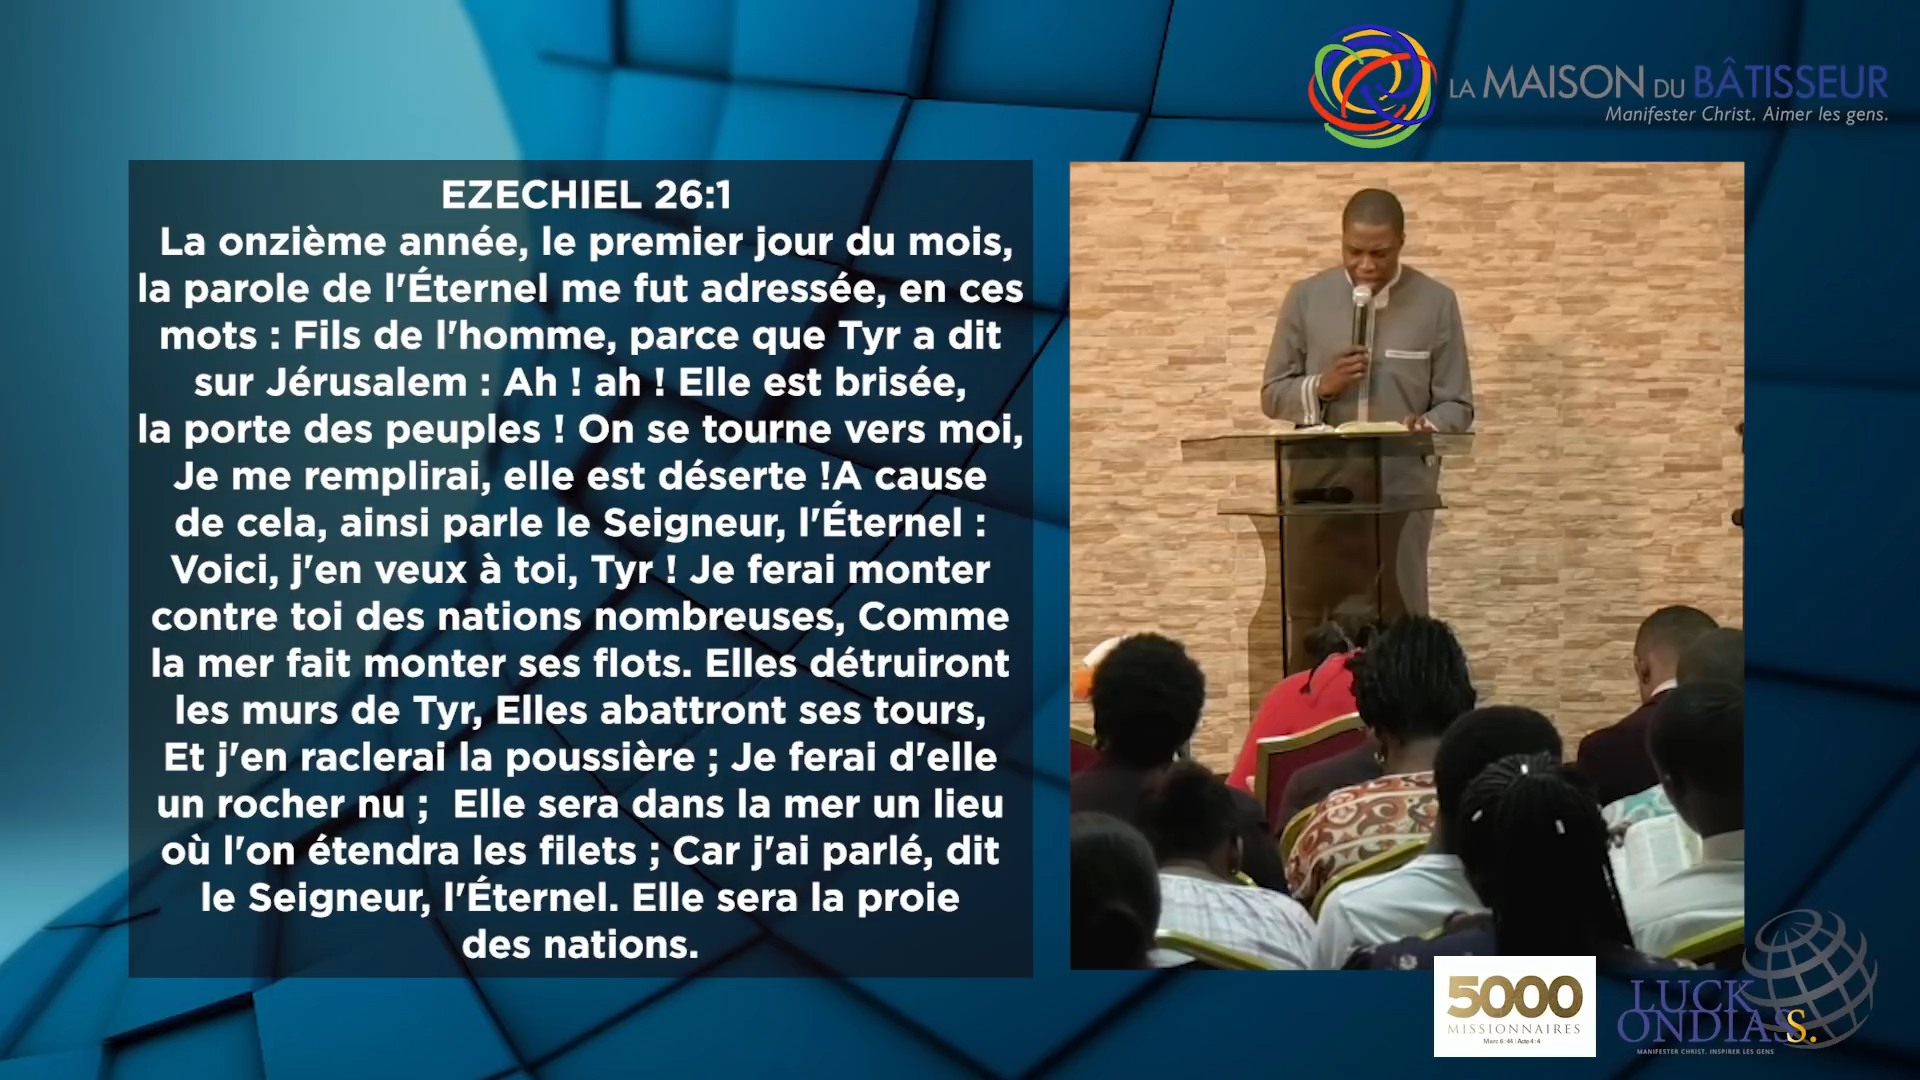 LA MAISON DU BÂTISSEUR
Manifester Christ. Aimer les gens.
EZECHIEL 26:1
La onzième année, le premier jour du mois,
la parole de l'Éternel me fut adressée, en ces
mots : Fils de l'homme, parce que Tyr a dit
sur Jérusalem : Ah ! ah ! Elle est brisée,
la porte des peuples ! On se tourne vers moi,
Je me remplirai, elle est déserte !A cause
de cela, ainsi parle le Seigneur, l'Éternel :
Voici, j'en veux à toi, Tyr ! Je ferai monter
contre toi des nations nombreuses, Comme
la mer fait monter ses flots. Elles détruiront
les murs de Tyr, Elles abattront ses tours,
Et j'en raclerai la poussière ; Je ferai d'elle
un rocher nu ;  Elle sera dans la mer un lieu
où l'on étendra les filets ; Car j'ai parlé, dit
le Seigneur, l'Éternel. Elle sera la proie
des nations.
5000
MISSIONNAIRES
Marc 6 : 44 | Acte 4 : 4
LUCK
ONDIAS.
MANIFESTER CHRIST. INSPIRER LES GENS